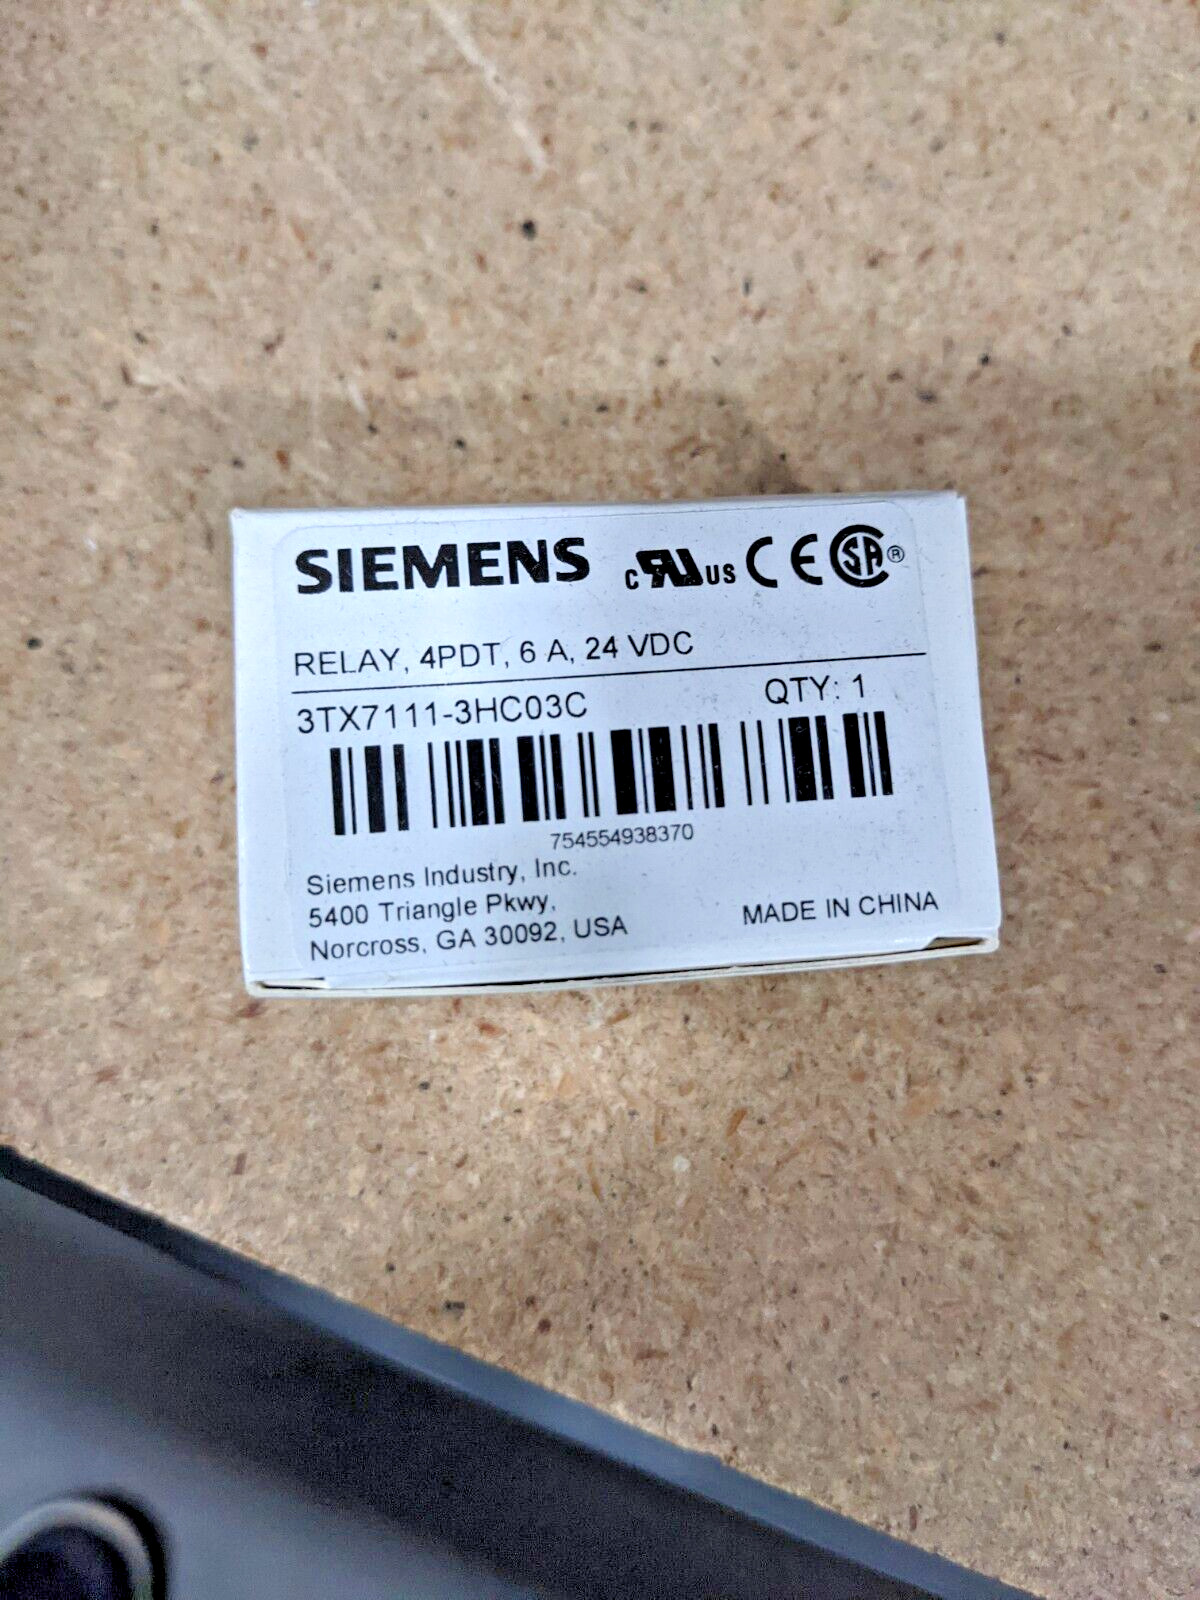 SIEMENS c RU US CE SA ®
RELAY, 4PDT, 6 A, 24 VDC
3TX7111-3HC03C QTY: 1
754554938370
Siemens Industry, Inc.
5400 Triangle Pkwy,
Norcross, GA 30092, USA MADE IN CHINA